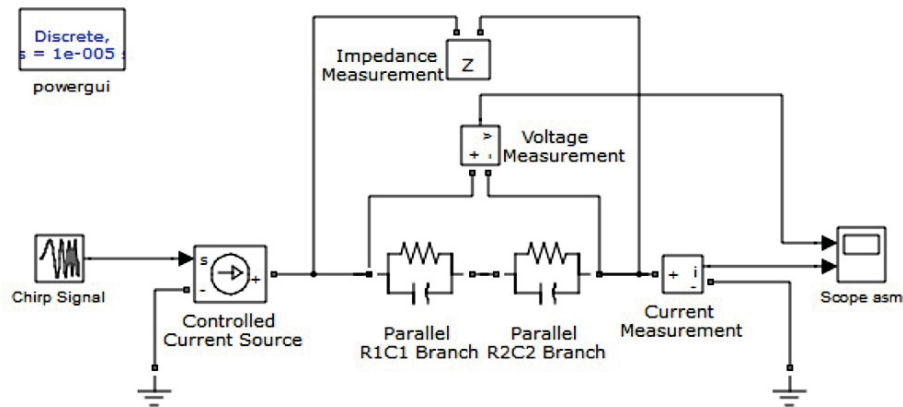 Discrete,
s = 1e-005 s
powergui
Impedance
Measurement
Z
Voltage
Measurement
v
+ -
Chirp Signal
s
-
+
Controlled
Current Source
Parallel
R1C1 Branch
Parallel
R2C2 Branch
+ i
-
Current
Measurement
Scope asm